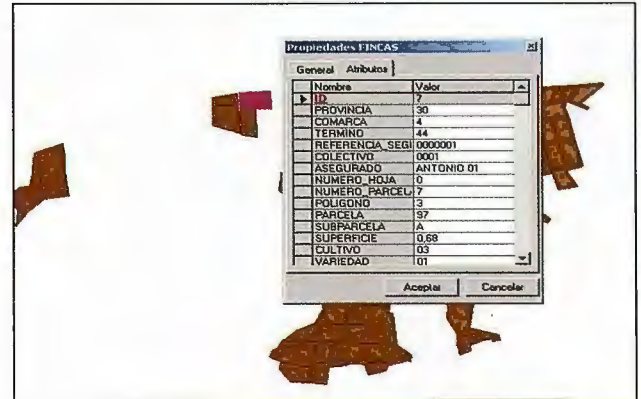 Propiedades FINCAS
General Atributos
Nombre Valor
ID 7
PROVINCIA 30
COMARCA 4
TERMINO 44
REFERENCIA_SEGI 0000001
COLECTIVO 0001
ASEGURADO ANTONIO 01
NUMERO_HOJA 0
NUMERO_PARCEL 7
POLIGONO 3
PARCELA 97
SUBPARCELA A
SUPERFICIE 0,68
CULTIVO 03
VARIEDAD 01
Aceptar Cancelar